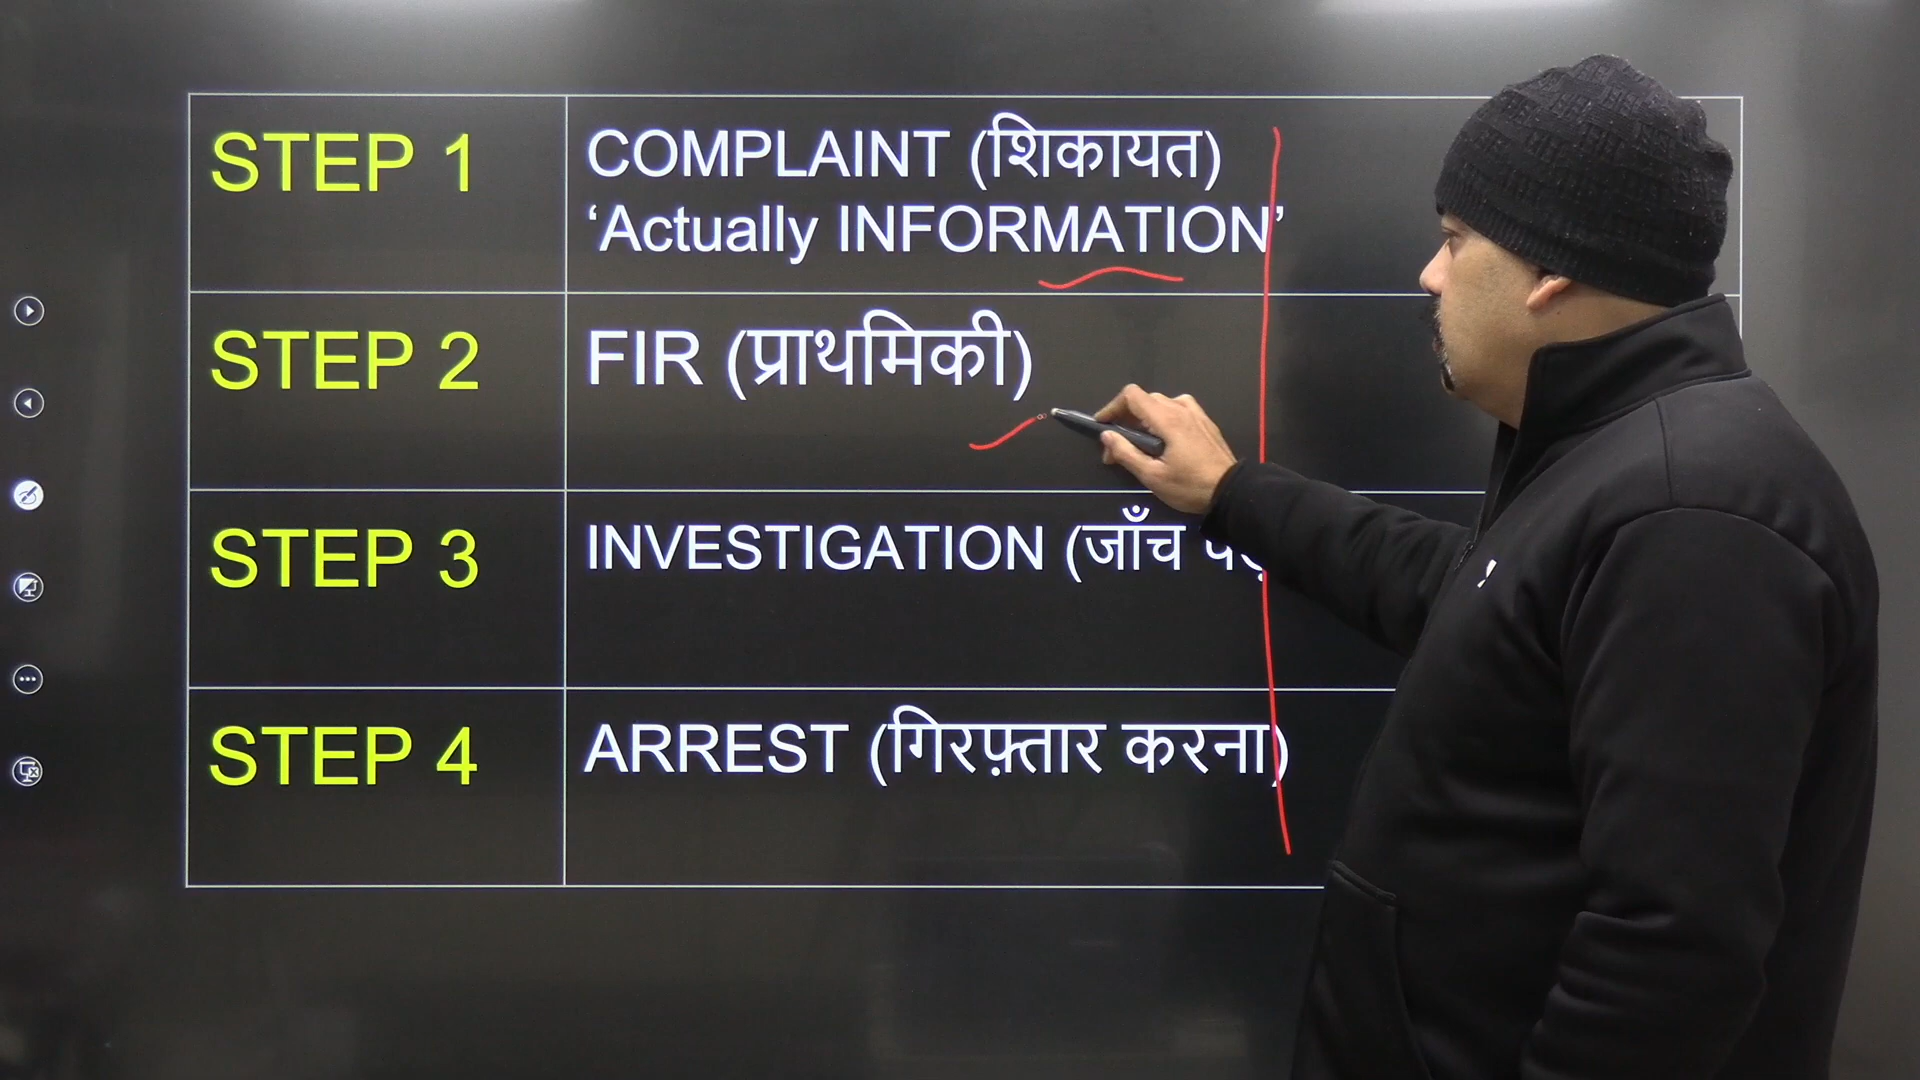 STEP 1
COMPLAINT (शिकायत)
‘Actually INFORMATION’
STEP 2
FIR (प्राथमिकी)
STEP 3
INVESTIGATION (जाँच
STEP 4
ARREST (गिरफ़्तार करना)